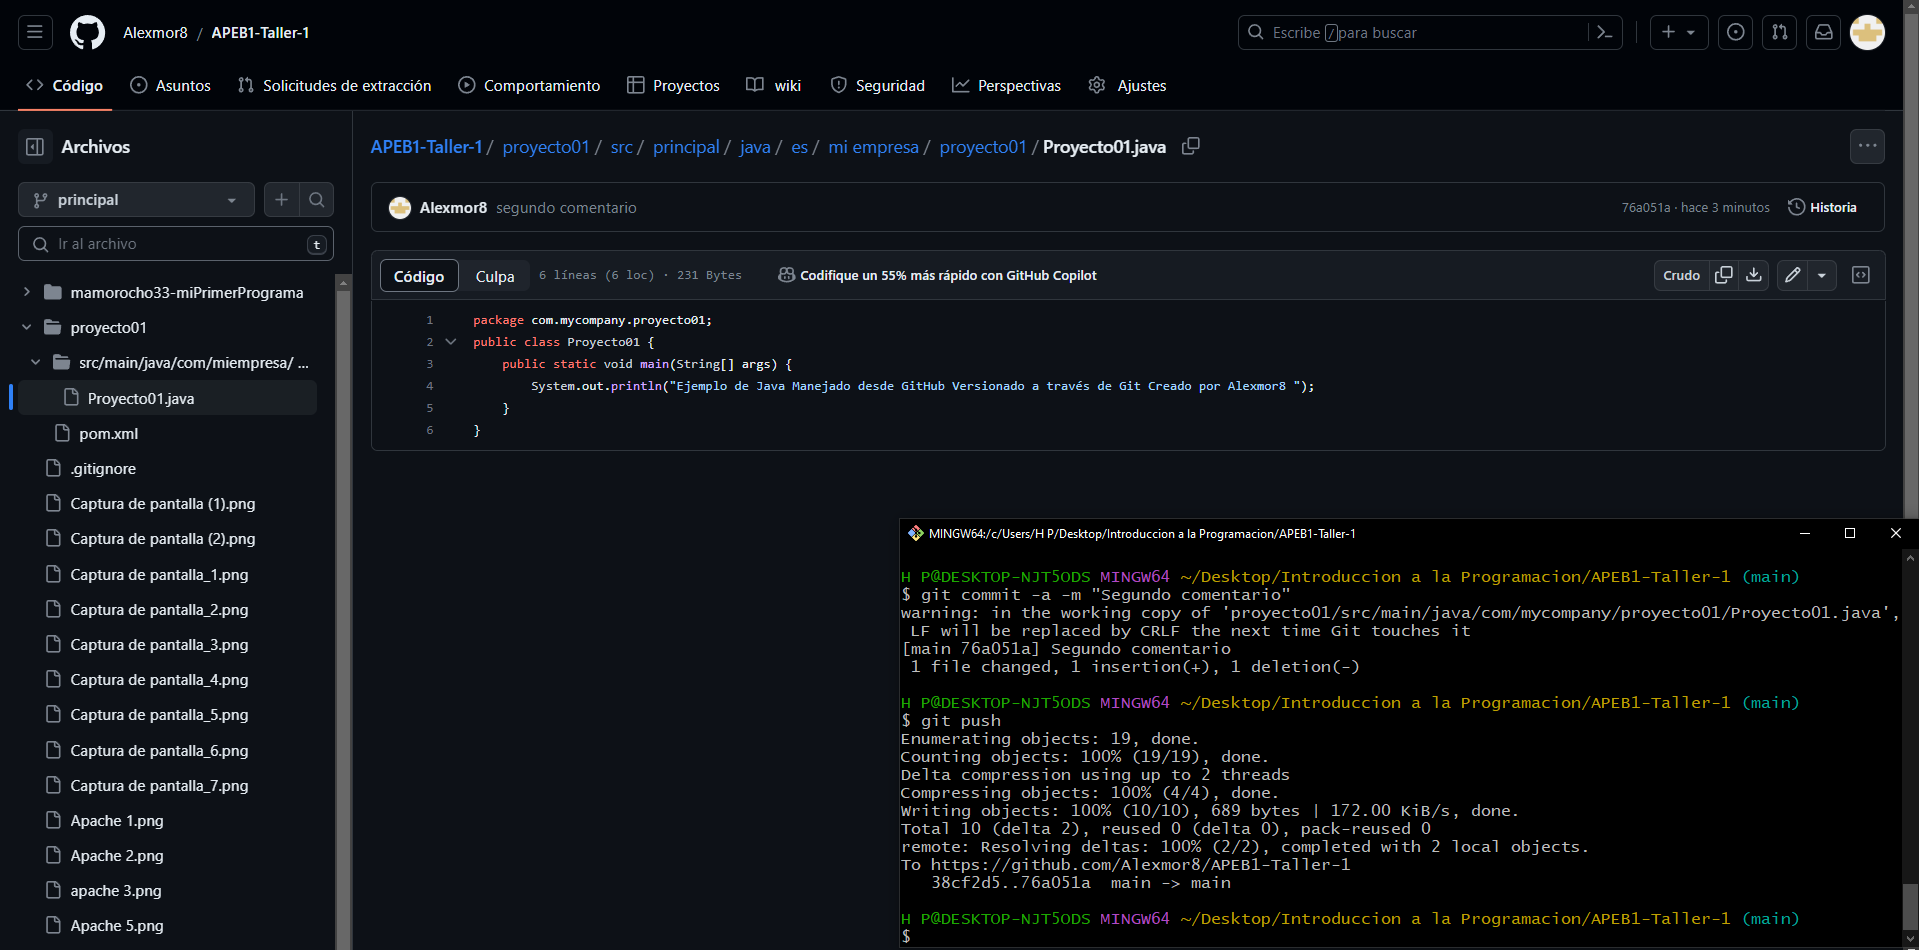 Alexmor8 / APEB1-Taller-1
Escribe / para buscar
Código
Asuntos
Solicitudes de extracción
Comportamiento
Proyectos
wiki
Seguridad
Perspectivas
Ajustes
Archivos
principal
Ir al archivo
t
mamorocho33-miPrimerPrograma
proyecto01
src/main/java/com/miempresa/ ...
Proyecto01.java
pom.xml
.gitignore
Captura de pantalla (1).png
Captura de pantalla (2).png
Captura de pantalla_1.png
Captura de pantalla_2.png
Captura de pantalla_3.png
Captura de pantalla_4.png
Captura de pantalla_5.png
Captura de pantalla_6.png
Captura de pantalla_7.png
Apache 1.png
Apache 2.png
apache 3.png
Apache 5.png
APEB1-Taller-1 / proyecto01 / src / principal / java / es / mi empresa / proyecto01 / Proyecto01.java
Alexmor8 segundo comentario
76a051a · hace 3 minutos
Historia
Código
Culpa
6 líneas (6 loc) · 231 Bytes
Codifique un 55% más rápido con GitHub Copilot
Crudo
1 package com.mycompany.proyecto01;
2 public class Proyecto01 {
3 public static void main(String[] args) {
4 System.out.println("Ejemplo de Java Manejado desde GitHub Versionado a través de Git Creado por Alexmor8 ");
5 }
6 }
MINGW64:/c/Users/H P/Desktop/Introduccion a la Programacion/APEB1-Taller-1
H P@DESKTOP-NJT5ODS MINGW64 ~/Desktop/Introduccion a la Programacion/APEB1-Taller-1 (main)
$ git commit -a -m "Segundo comentario"
warning: in the working copy of 'proyecto01/src/main/java/com/mycompany/proyecto01/Proyecto01.java',
LF will be replaced by CRLF the next time Git touches it
[main 76a051a] Segundo comentario
1 file changed, 1 insertion(+), 1 deletion(-)
H P@DESKTOP-NJT5ODS MINGW64 ~/Desktop/Introduccion a la Programacion/APEB1-Taller-1 (main)
$ git push
Enumerating objects: 19, done.
Counting objects: 100% (19/19), done.
Delta compression using up to 2 threads
Compressing objects: 100% (4/4), done.
Writing objects: 100% (10/10), 689 bytes | 172.00 KiB/s, done.
Total 10 (delta 2), reused 0 (delta 0), pack-reused 0
remote: Resolving deltas: 100% (2/2), completed with 2 local objects.
To https://github.com/Alexmor8/APEB1-Taller-1
38cf2d5..76a051a main -> main
H P@DESKTOP-NJT5ODS MINGW64 ~/Desktop/Introduccion a la Programacion/APEB1-Taller-1 (main)
$